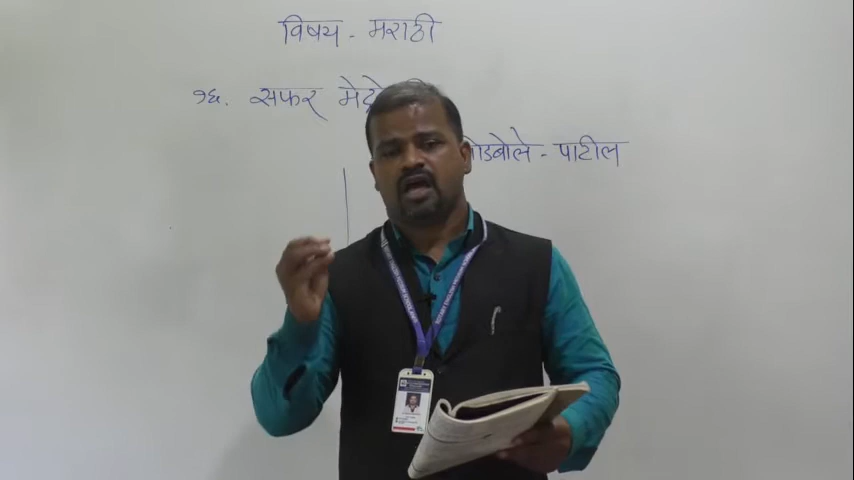 विषय - मराठी
१६. सफर मेट्रो
गोडबोले - पाटील